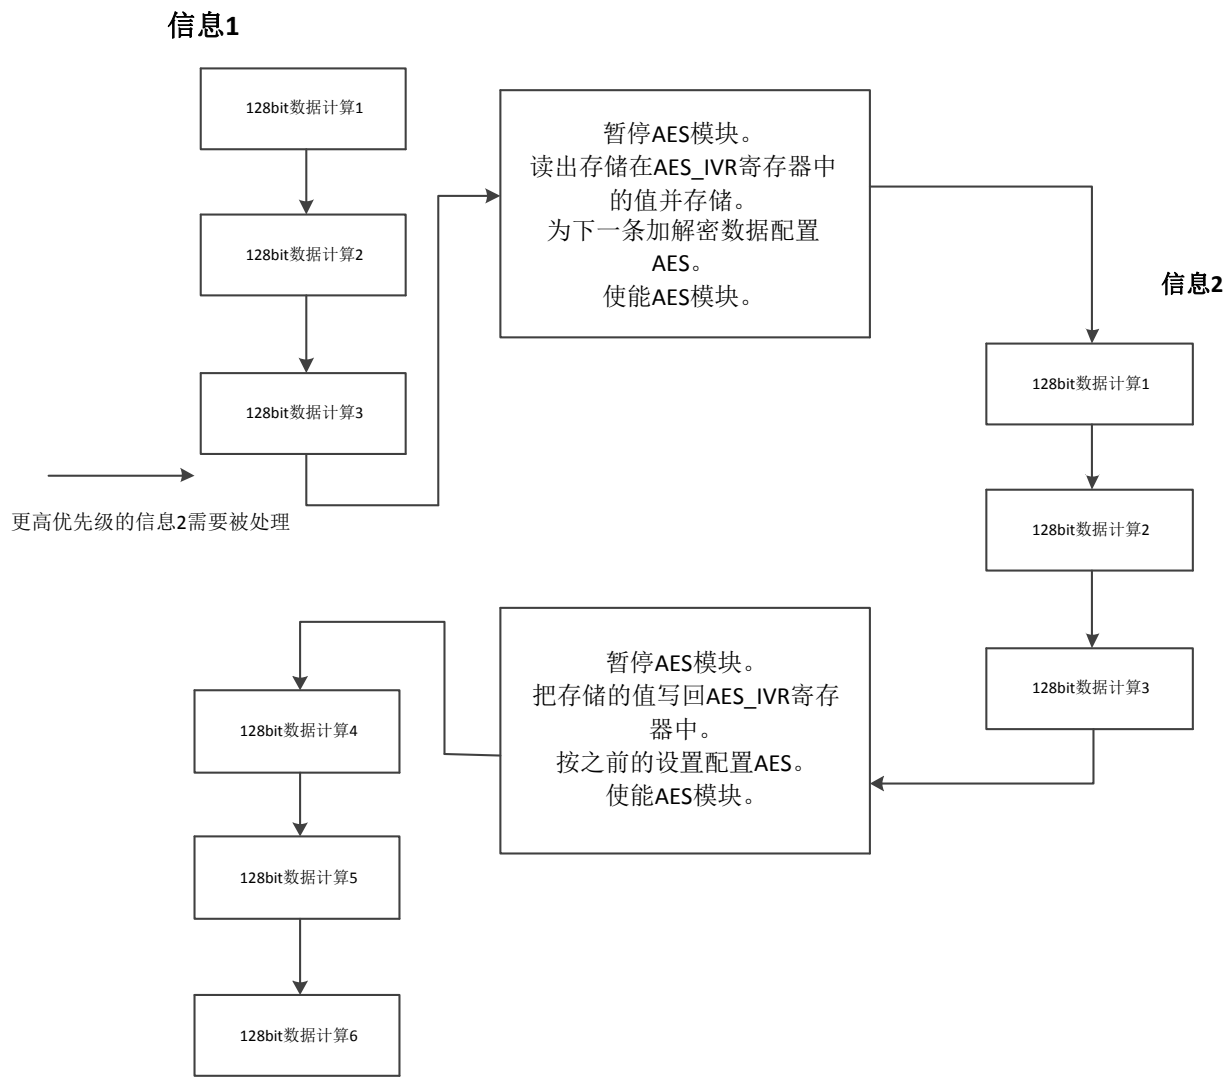 信息1
128bit数据计算1
128bit数据计算2
128bit数据计算3
更高优先级的信息2需要被处理
暂停AES模块。
读出存储在AES_IVR寄存器中
的值并存储。
为下一条加解密数据配置
AES。
使能AES模块。
信息2
128bit数据计算1
128bit数据计算2
128bit数据计算3
暂停AES模块。
把存储的值写回AES_IVR寄存
器中。
按之前的设置配置AES。
使能AES模块。
128bit数据计算4
128bit数据计算5
128bit数据计算6